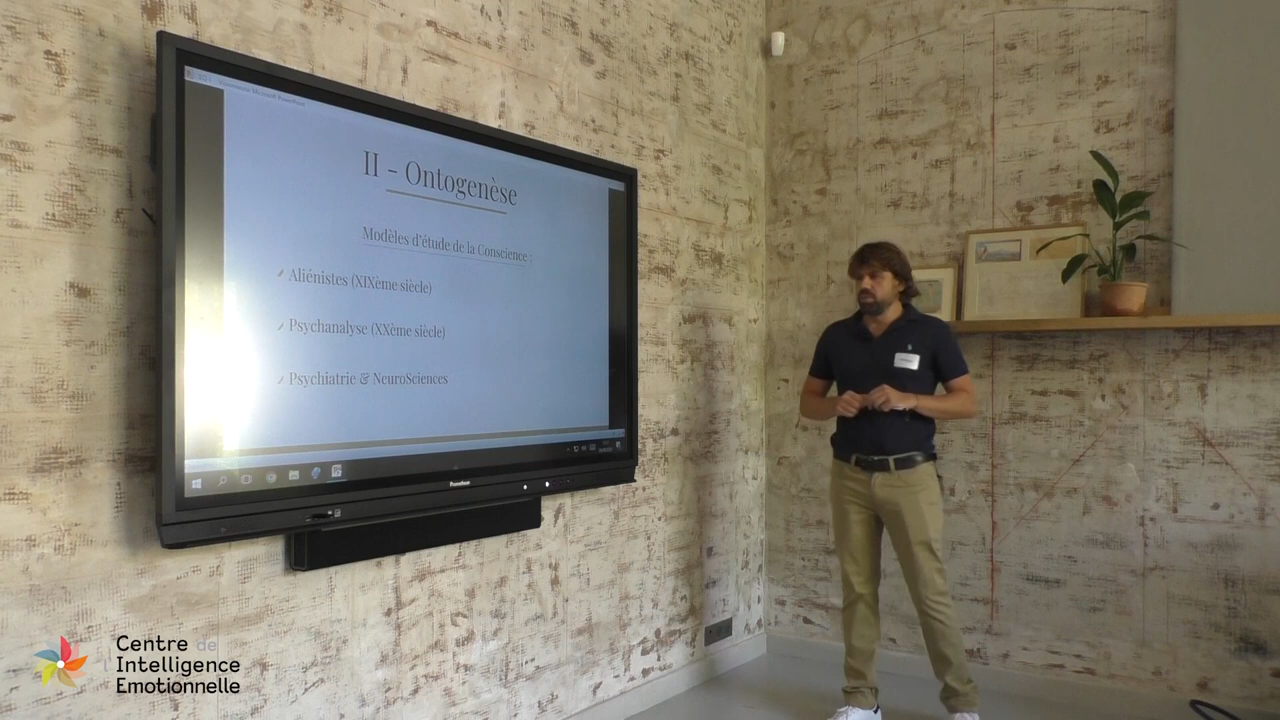 II - Ontogenèse
Modèles d'étude de la Conscience :
Aliénistes (XIXème siècle)
Psychanalyse (XXème siècle)
Psychiatrie & NeuroSciences
Promethean
Centre de
l'Intelligence
Emotionnelle